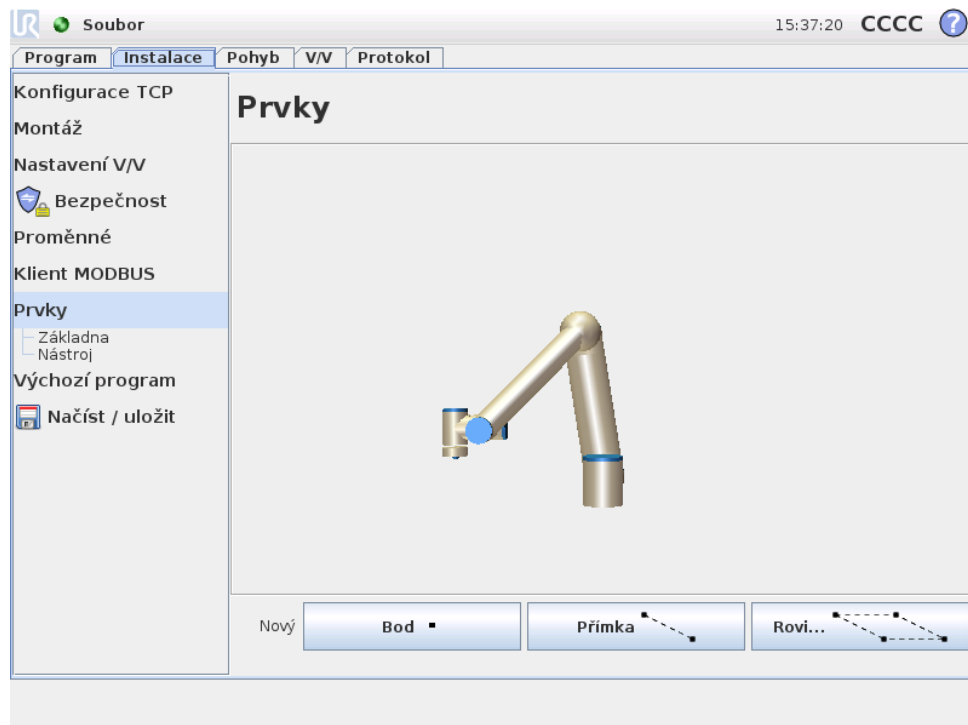 UR Soubor 15:37:20 CCCC ?
Program Instalace Pohyb V/V Protokol
Konfigurace TCP
Montáž
Nastavení V/V
Bezpečnost
Proměnné
Klient MODBUS
Prvky
Základna
Nástroj
Výchozí program
Načíst / uložit
Prvky
Nový Bod Přímka Rovi...